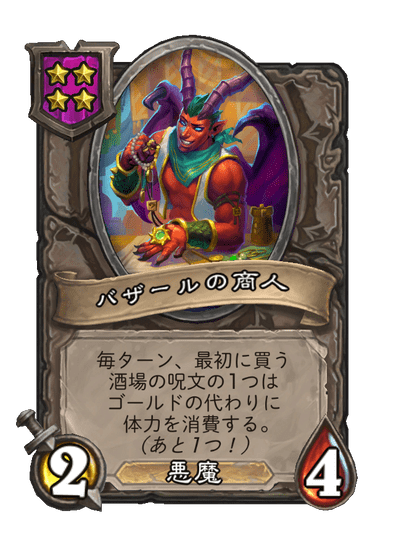 バザールの商人
毎ターン、最初に買う
酒場の呪文の1つは
ゴールドの代わりに
体力を消費する。
(あと1つ！)
2
悪魔
4